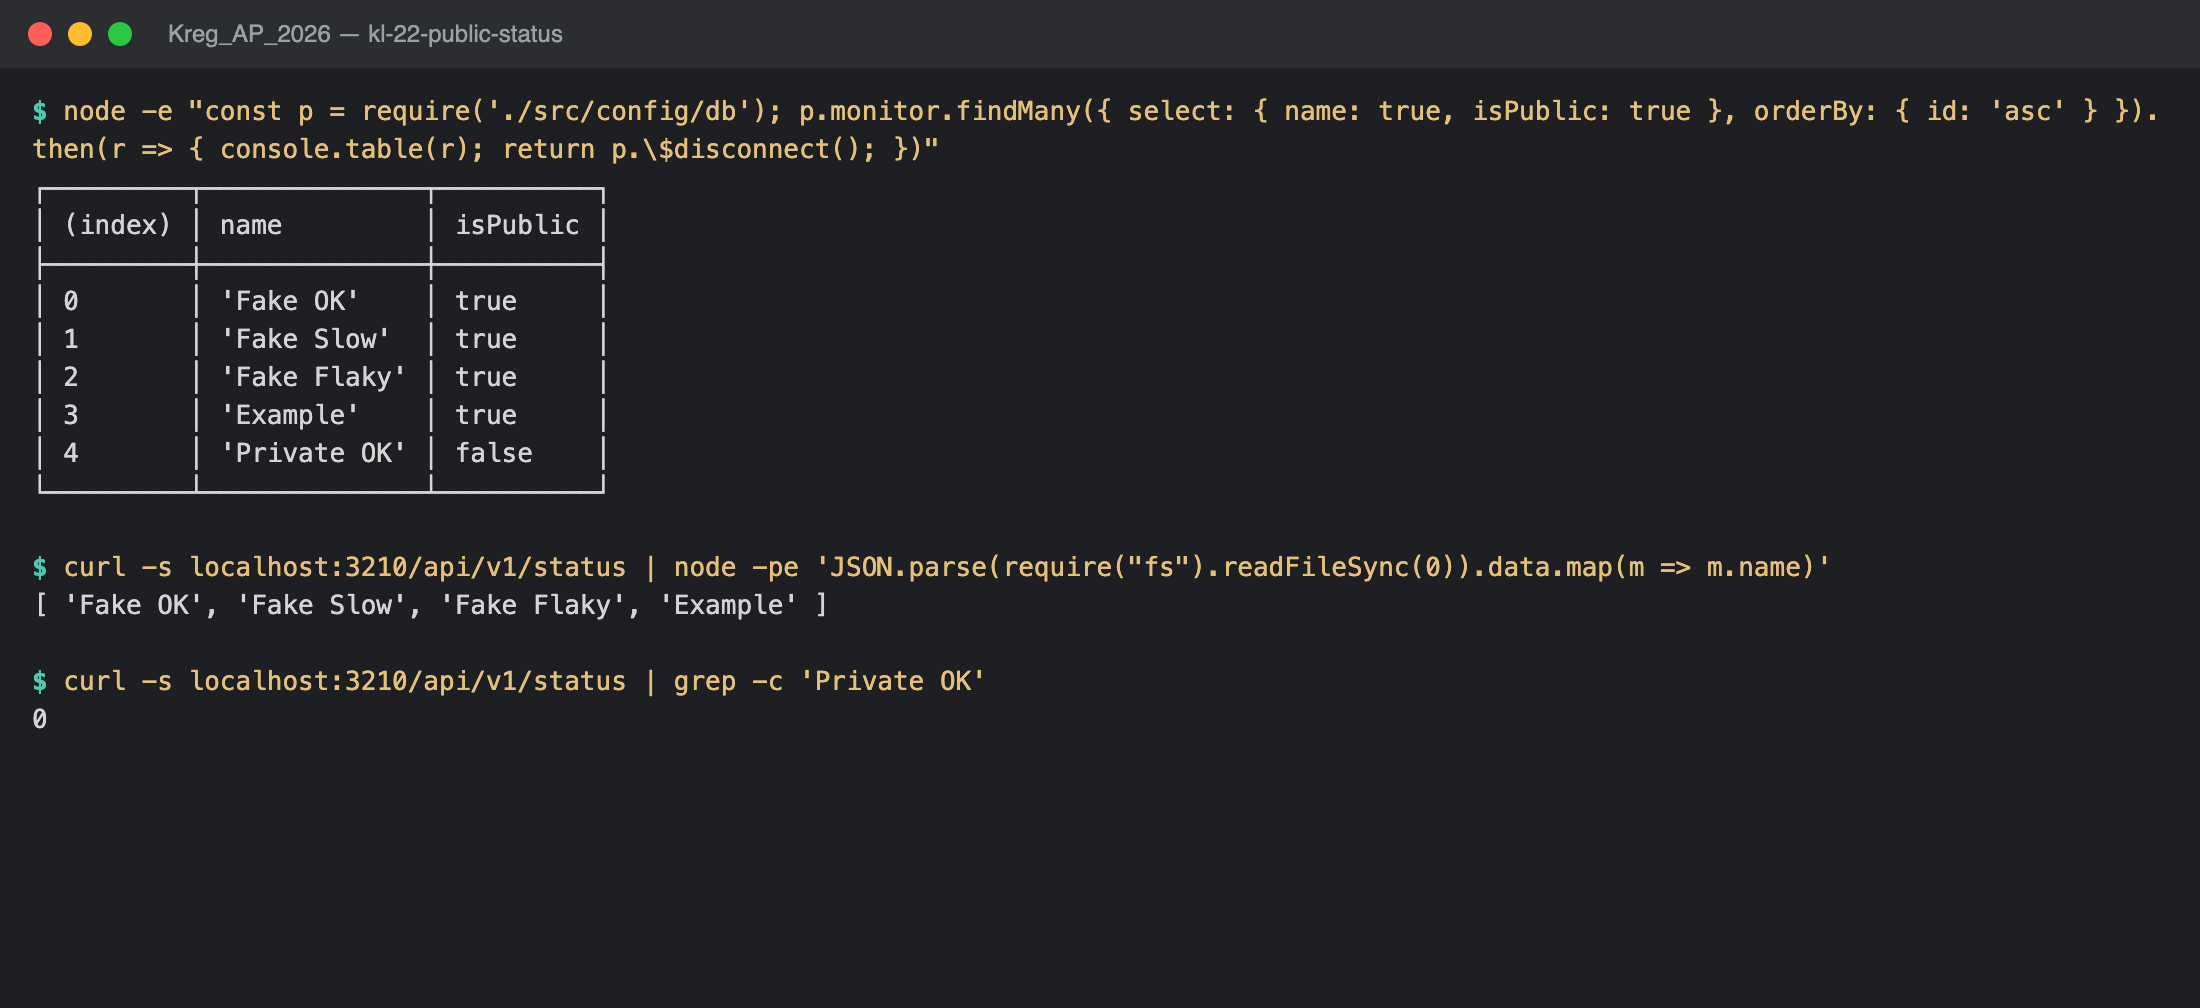 Kreg_AP_2026 — kl-22-public-status
$ node -e "const p = require('./src/config/db'); p.monitor.findMany({ select: { name: true, isPublic: true }, orderBy: { id: 'asc' } }).
then(r => { console.table(r); return p.\$disconnect(); })"
(index) │ name │ isPublic
0 │ 'Fake OK' │ true
1 │ 'Fake Slow' │ true
2 │ 'Fake Flaky' │ true
3 │ 'Example' │ true
4 │ 'Private OK' │ false
$ curl -s localhost:3210/api/v1/status | node -pe 'JSON.parse(require("fs").readFileSync(0)).data.map(m => m.name)'
[ 'Fake OK', 'Fake Slow', 'Fake Flaky', 'Example' ]
$ curl -s localhost:3210/api/v1/status | grep -c 'Private OK'
0